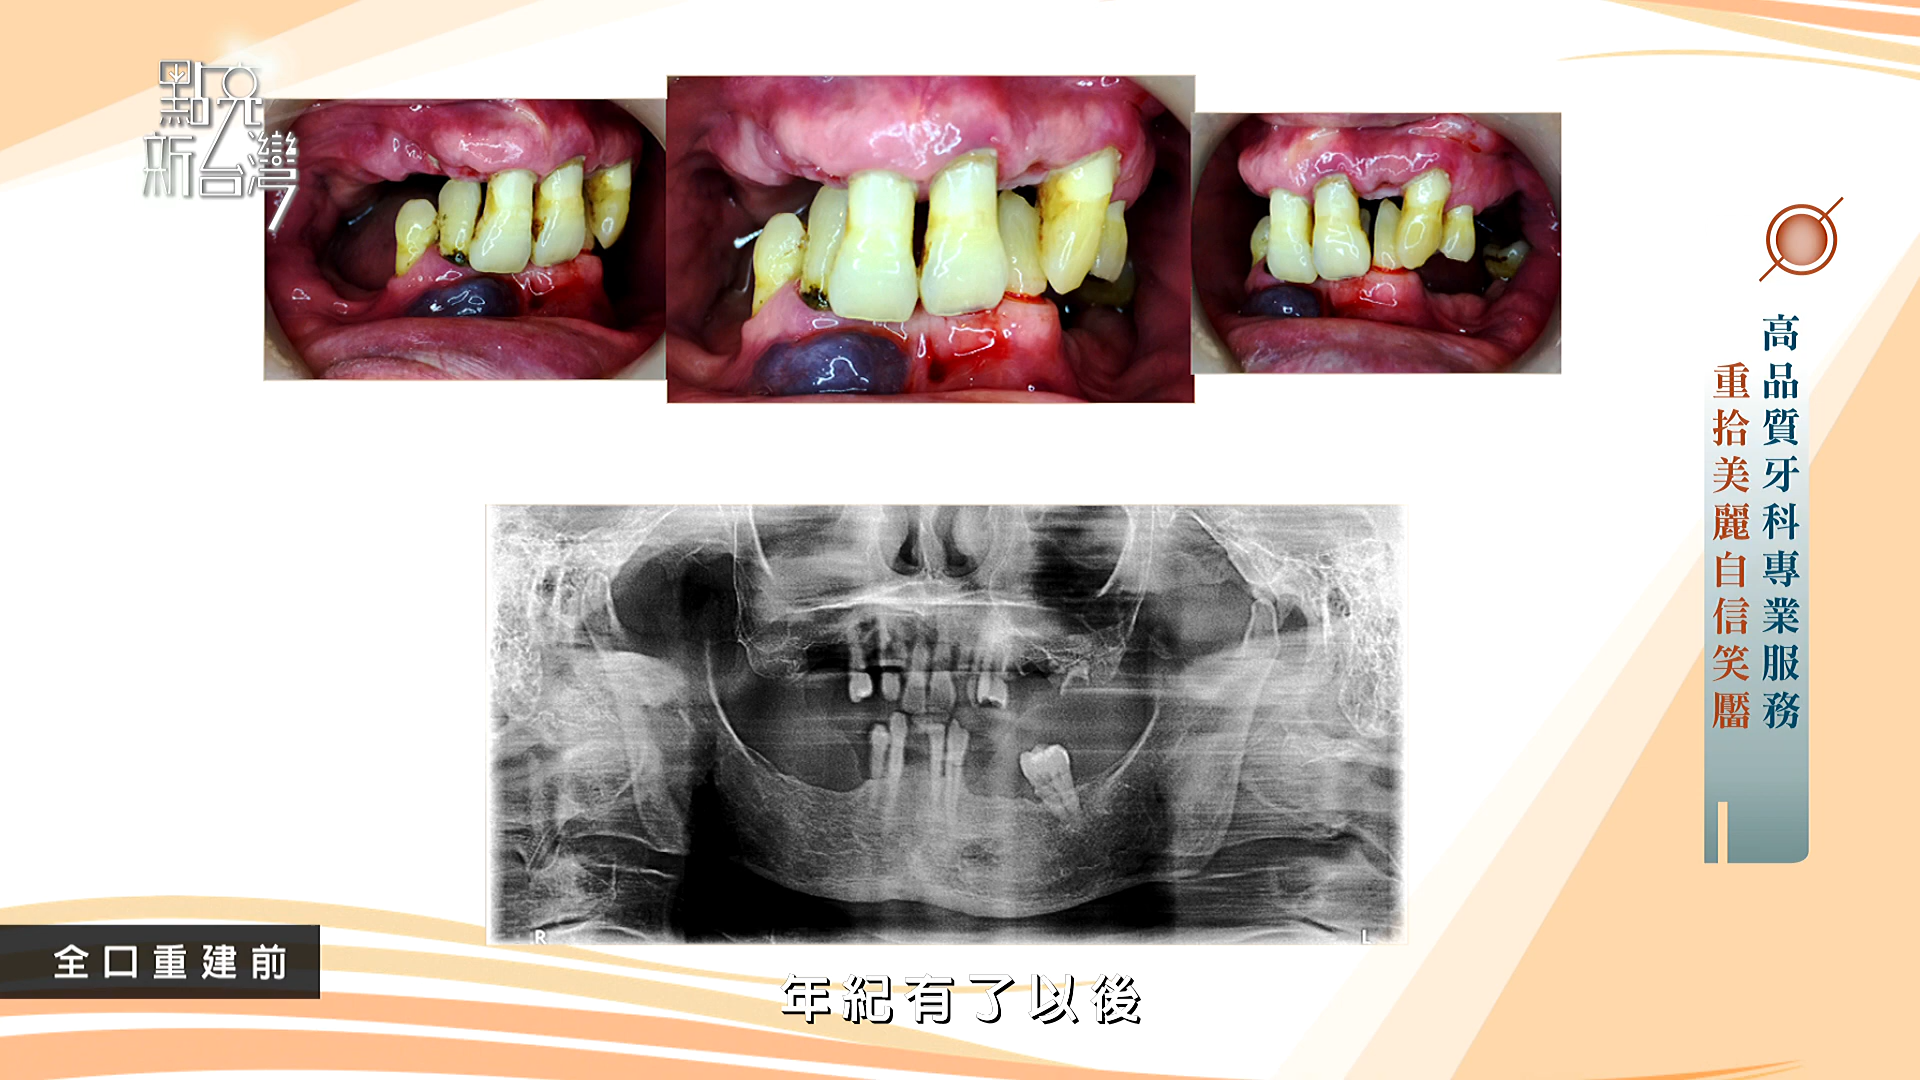 點亮
新台灣
高品質牙科專業服務
重拾美麗自信笑靨
R
L
全口重建前
年紀有了以後